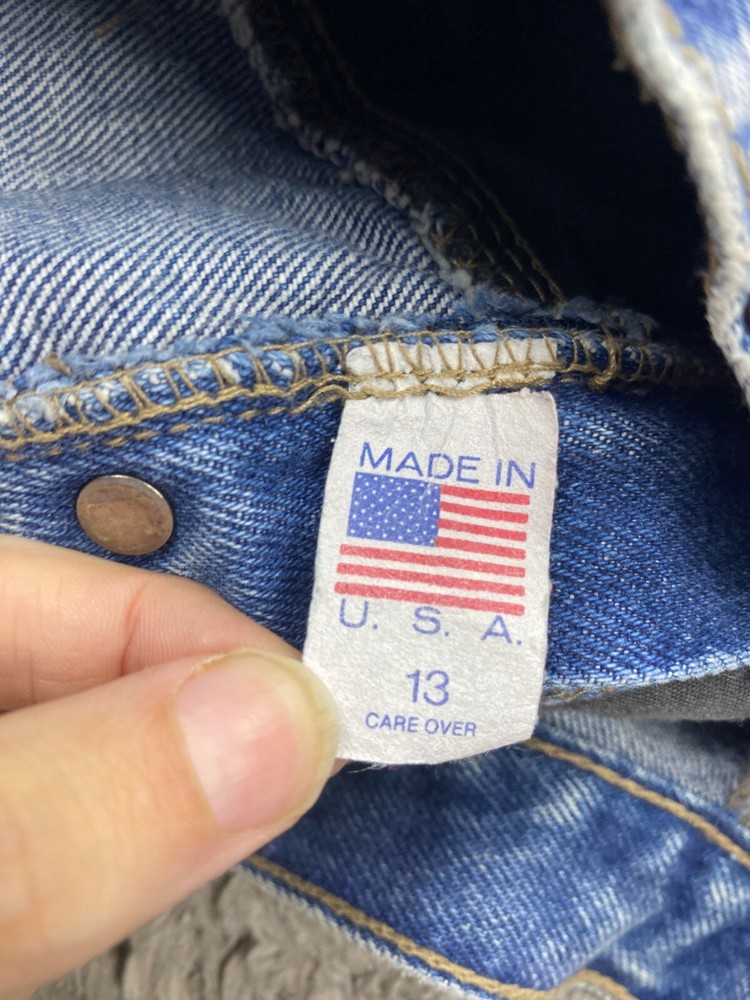 MADE IN
U. S. A.
13
CARE OVER